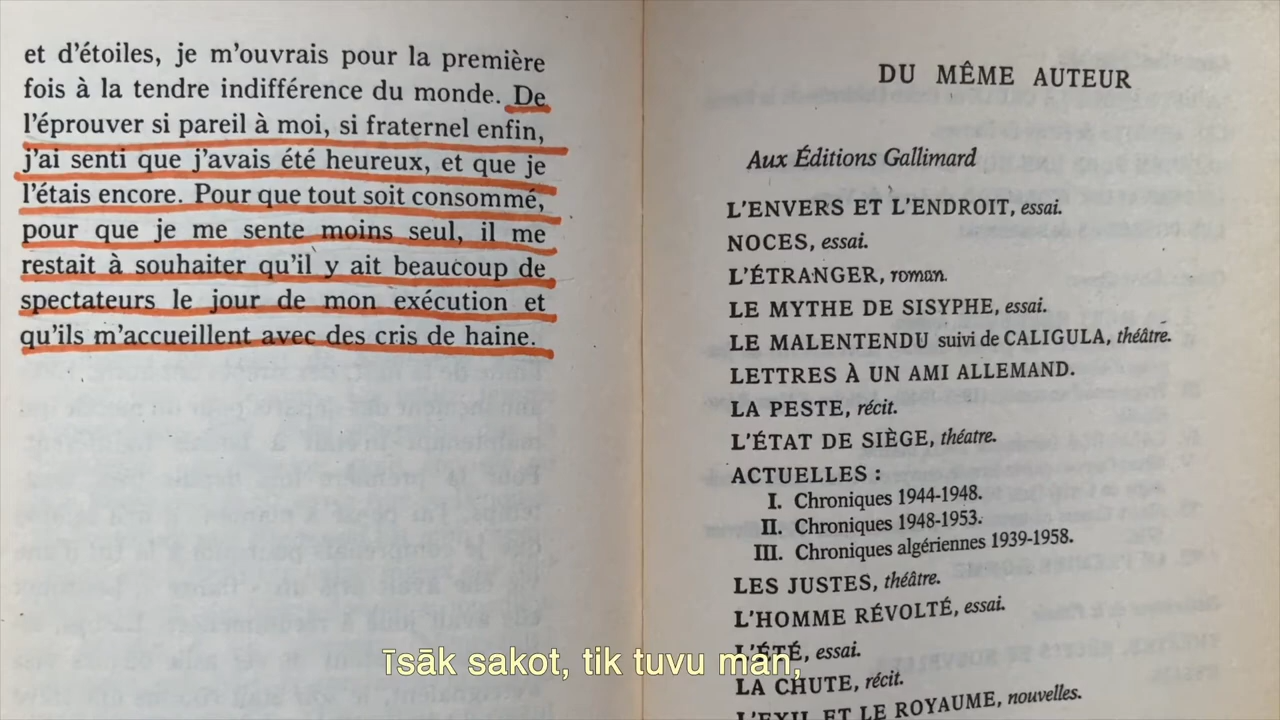 et d'étoiles, je m'ouvrais pour la première
fois à la tendre indifférence du monde. De
l'éprouver si pareil à moi, si fraternel enfin,
j'ai senti que j'avais été heureux, et que je
l'étais encore. Pour que tout soit consommé,
pour que je me sente moins seul, il me
restait à souhaiter qu'il y ait beaucoup de
spectateurs le jour de mon exécution et
qu'ils m'accueillent avec des cris de haine.
DU MÊME AUTEUR
Aux Éditions Gallimard
L'ENVERS ET L'ENDROIT, essai.
NOCES, essai.
L'ÉTRANGER, roman.
LE MYTHE DE SISYPHE, essai.
LE MALENTENDU suivi de CALIGULA, théâtre.
LETTRES À UN AMI ALLEMAND.
LA PESTE, récit.
L'ÉTAT DE SIÈGE, théatre.
ACTUELLES :
I. Chroniques 1944-1948.
II. Chroniques 1948-1953.
III. Chroniques algériennes 1939-1958.
LES JUSTES, théâtre.
L'HOMME RÉVOLTÉ, essai.
L'ÉTÉ, essai.
LA CHUTE, récit.
L'EXIL ET LE ROYAUME, nouvelles.
Īsāk sakot, tik tuvu man,